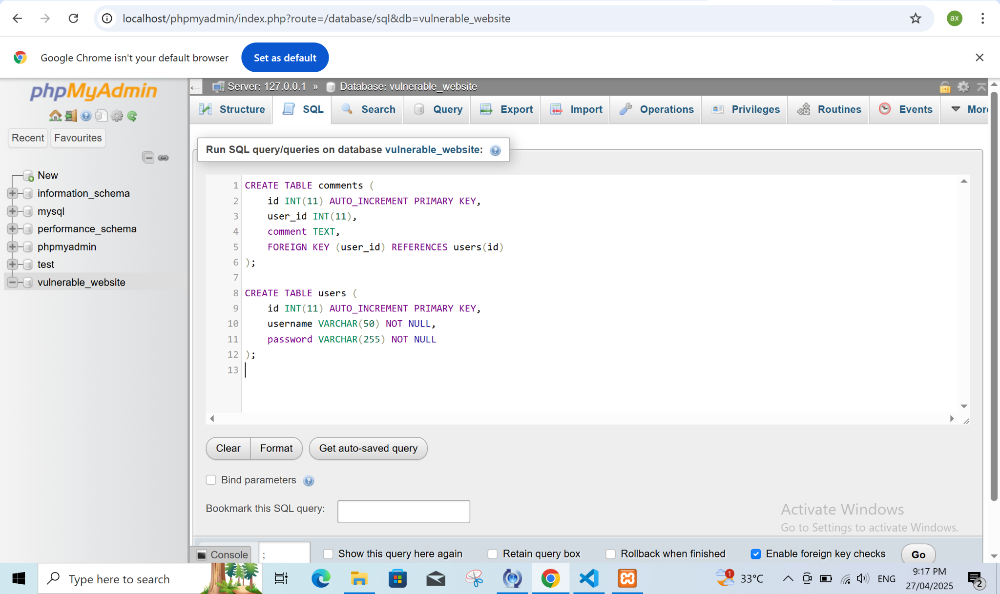 localhost/phpmyadmin/index.php?route=/database/sql&db=vulnerable_website
ax
Google Chrome isn't your default browser
Set as default
phpMyAdmin
Recent
Favourites
New
information_schema
mysql
performance_schema
phpmyadmin
test
vulnerable_website
Server: 127.0.0.1 » Database: vulnerable_website
Structure
SQL
Search
Query
Export
Import
Operations
Privileges
Routines
Events
More
Run SQL query/queries on database vulnerable_website:
1 CREATE TABLE comments (
2 id INT(11) AUTO_INCREMENT PRIMARY KEY,
3 user_id INT(11),
4 comment TEXT,
5 FOREIGN KEY (user_id) REFERENCES users(id)
6 );
7
8 CREATE TABLE users (
9 id INT(11) AUTO_INCREMENT PRIMARY KEY,
10 username VARCHAR(50) NOT NULL,
11 password VARCHAR(255) NOT NULL
12 );
13
Clear
Format
Get auto-saved query
Bind parameters
Bookmark this SQL query:
Activate Windows
Go to Settings to activate Windows.
Console
;
Show this query here again
Retain query box
Rollback when finished
Enable foreign key checks
Go
Type here to search
1
33°C
ENG
9:17 PM
27/04/2025
2